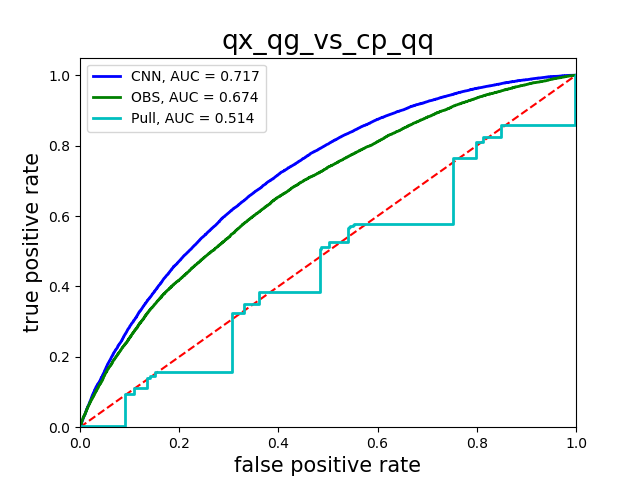 qx_qg_vs_cp_qq
CNN, AUC = 0.717
OBS, AUC = 0.674
Pull, AUC = 0.514
true positive rate
1.0
0.8
0.6
0.4
0.2
0.0
0.0 0.2 0.4 0.6 0.8 1.0
false positive rate